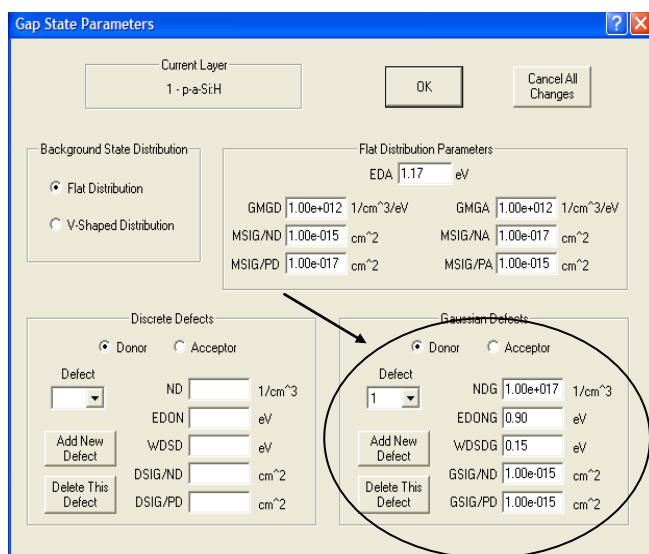 Gap State Parameters
Current Layer
1 - p-a-Si:H
OK
Cancel All
Changes
Background State Distribution
Flat Distribution
V-Shaped Distribution
Flat Distribution Parameters
EDA 1.17 eV
GMGD 1.00e+012 1/cm^3/eV GMGA 1.00e+012 1/cm^3/eV
MSIG/ND 1.00e-015 cm^2 MSIG/NA 1.00e-017 cm^2
MSIG/PD 1.00e-017 cm^2 MSIG/PA 1.00e-015 cm^2
Discrete Defects
Donor Acceptor
Defect
ND 1/cm^3
EDON eV
Add New
Defect
WDSD eV
DSIG/ND cm^2
Delete This
Defect
DSIG/PD cm^2
Gaussian Defects
Donor Acceptor
Defect
1
NDG 1.00e+017 1/cm^3
EDONG 0.90 eV
Add New
Defect
WDSDG 0.15 eV
GSIG/ND 1.00e-015 cm^2
Delete This
Defect
GSIG/PD 1.00e-015 cm^2